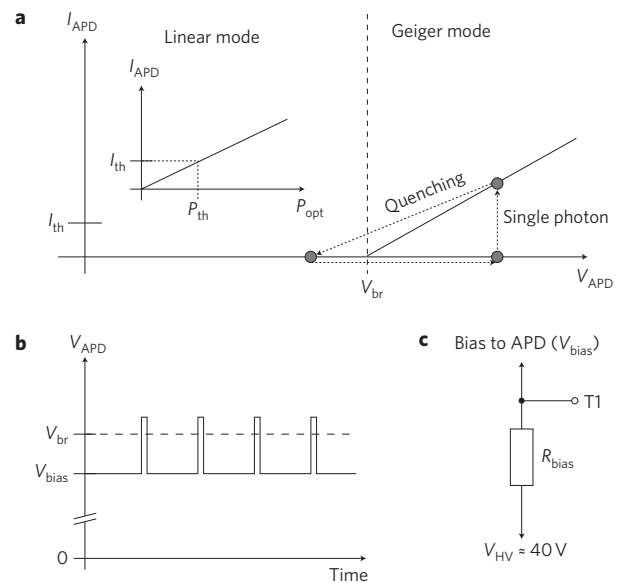 a
I_APD
Linear mode
Geiger mode
I_APD
I_th
P_th
P_opt
I_th
Quenching
Single photon
V_br
V_APD
b
V_APD
V_br
V_bias
0
Time
c
Bias to APD (V_bias)
T1
R_bias
V_HV ≈ 40 V